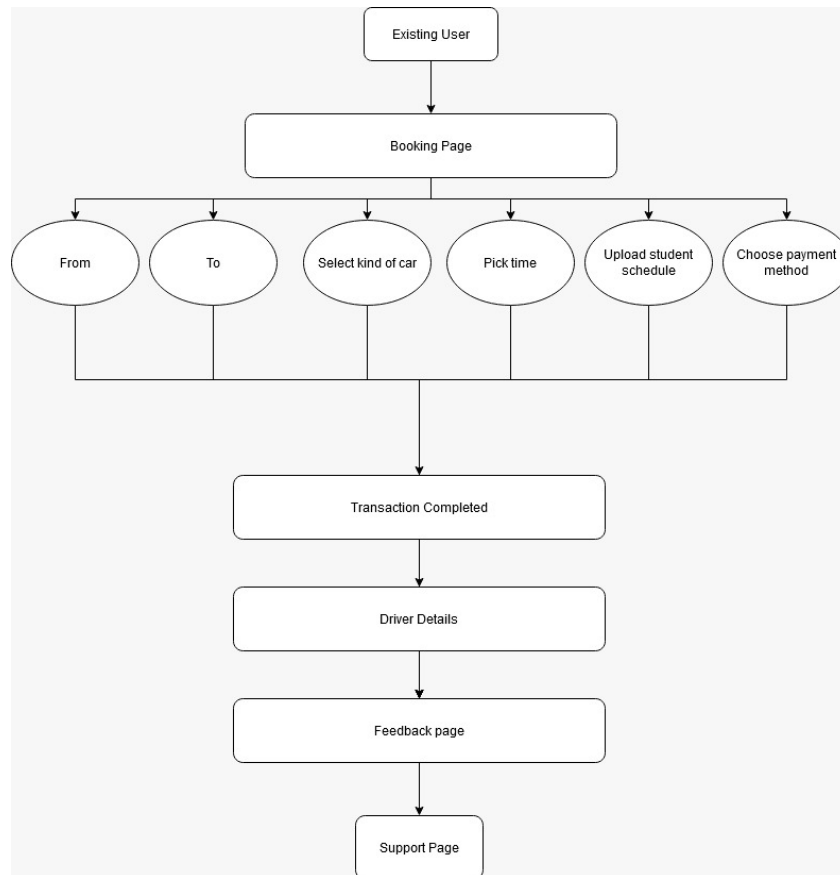 Existing User
Booking Page
From
To
Select kind of car
Pick time
Upload student
schedule
Choose payment
method
Transaction Completed
Driver Details
Feedback page
Support Page